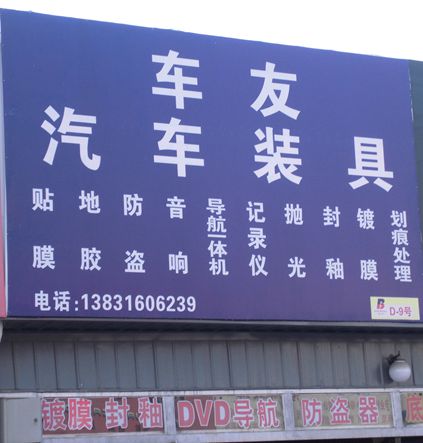 车友
汽车装具
贴膜
地胶
防盗
音响
导航一体机
记录仪
抛光
封釉
镀膜
划痕处理
电话:13831606239
D-9号
镀膜封釉
DVD导航
防盗器
底